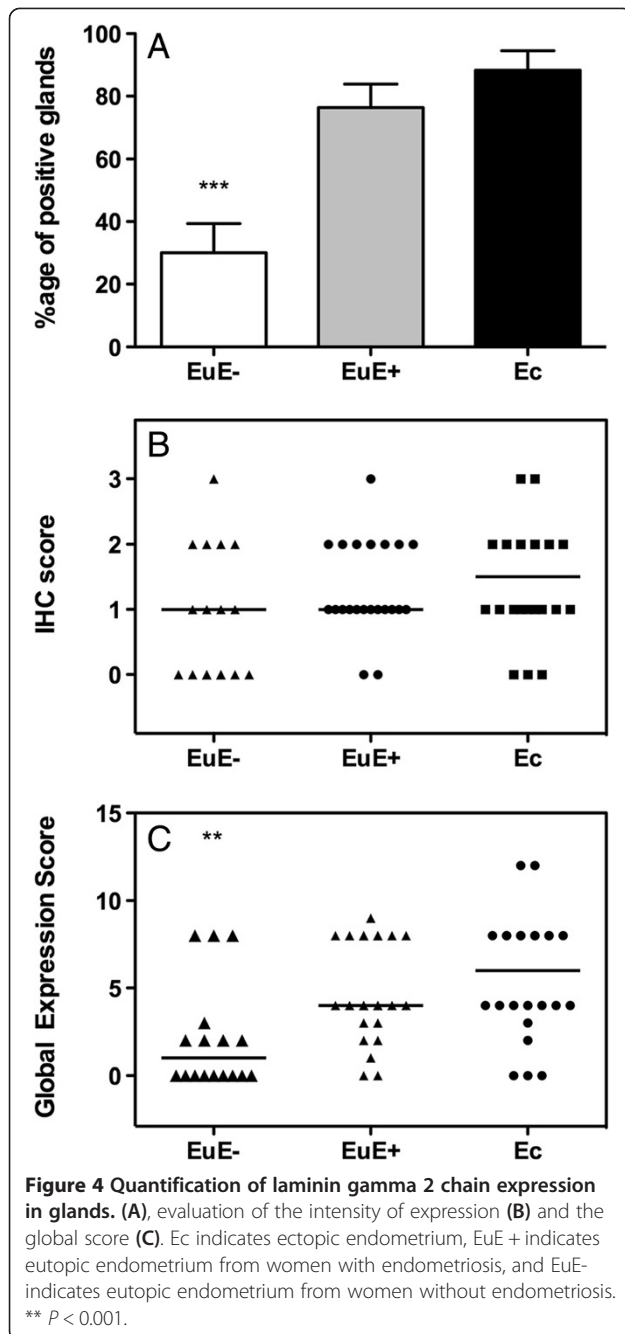 A
100
80
60
40
20
0
%age of positive glands
***
EuE-
EuE+
Ec
B
3
2
1
0
IHC score
EuE-
EuE+
Ec
C
**
15
10
5
0
Global Expression Score
EuE-
EuE+
Ec
Figure 4 Quantification of laminin gamma 2 chain expression
in glands. (A), evaluation of the intensity of expression (B) and the
global score (C). Ec indicates ectopic endometrium, EuE + indicates
eutopic endometrium from women with endometriosis, and EuE-
indicates eutopic endometrium from women without endometriosis.
** P < 0.001.